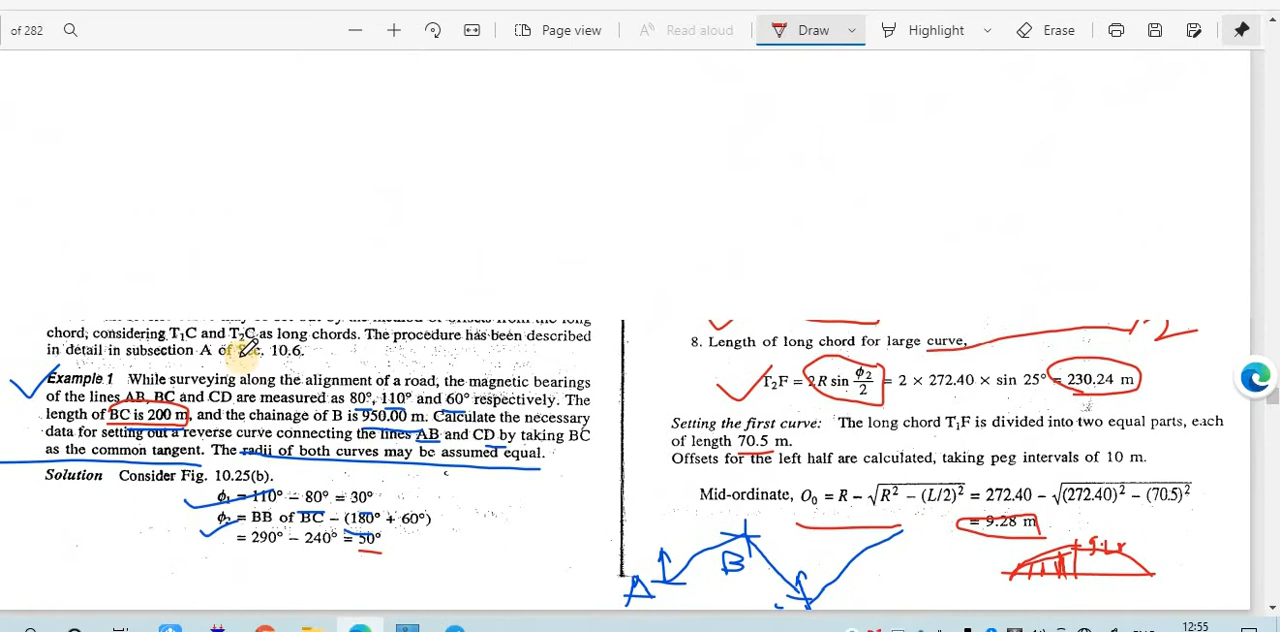 of 282
Page view
Read aloud
Draw
Highlight
Erase
chord, considering T₁C and T₂C as long chords. The procedure has been described
in detail in subsection A of Sec. 10.6.
Example 1 While surveying along the alignment of a road, the magnetic bearings
of the lines AB, BC and CD are measured as 80°, 110° and 60° respectively. The
length of BC is 200 m, and the chainage of B is 950.00 m. Calculate the necessary
data for setting out a reverse curve connecting the lines AB and CD by taking BC
as the common tangent. The radii of both curves may be assumed equal.
Solution Consider Fig. 10.25(b).
ϕ₁ = 110° − 80° = 30°
ϕ₂ = BB of BC − (180° + 60°)
= 290° − 240° = 50°
8. Length of long chord for large curve,
T₂F = 2R sin ϕ₂/2 = 2 × 272.40 × sin 25° = 230.24 m
Setting the first curve: The long chord T₁F is divided into two equal parts, each
of length 70.5 m.
Offsets for the left half are calculated, taking peg intervals of 10 m.
Mid-ordinate, O₀ = R − √R² − (L/2)² = 272.40 − √(272.40)² − (70.5)²
= 9.28 m
A
B
12:55